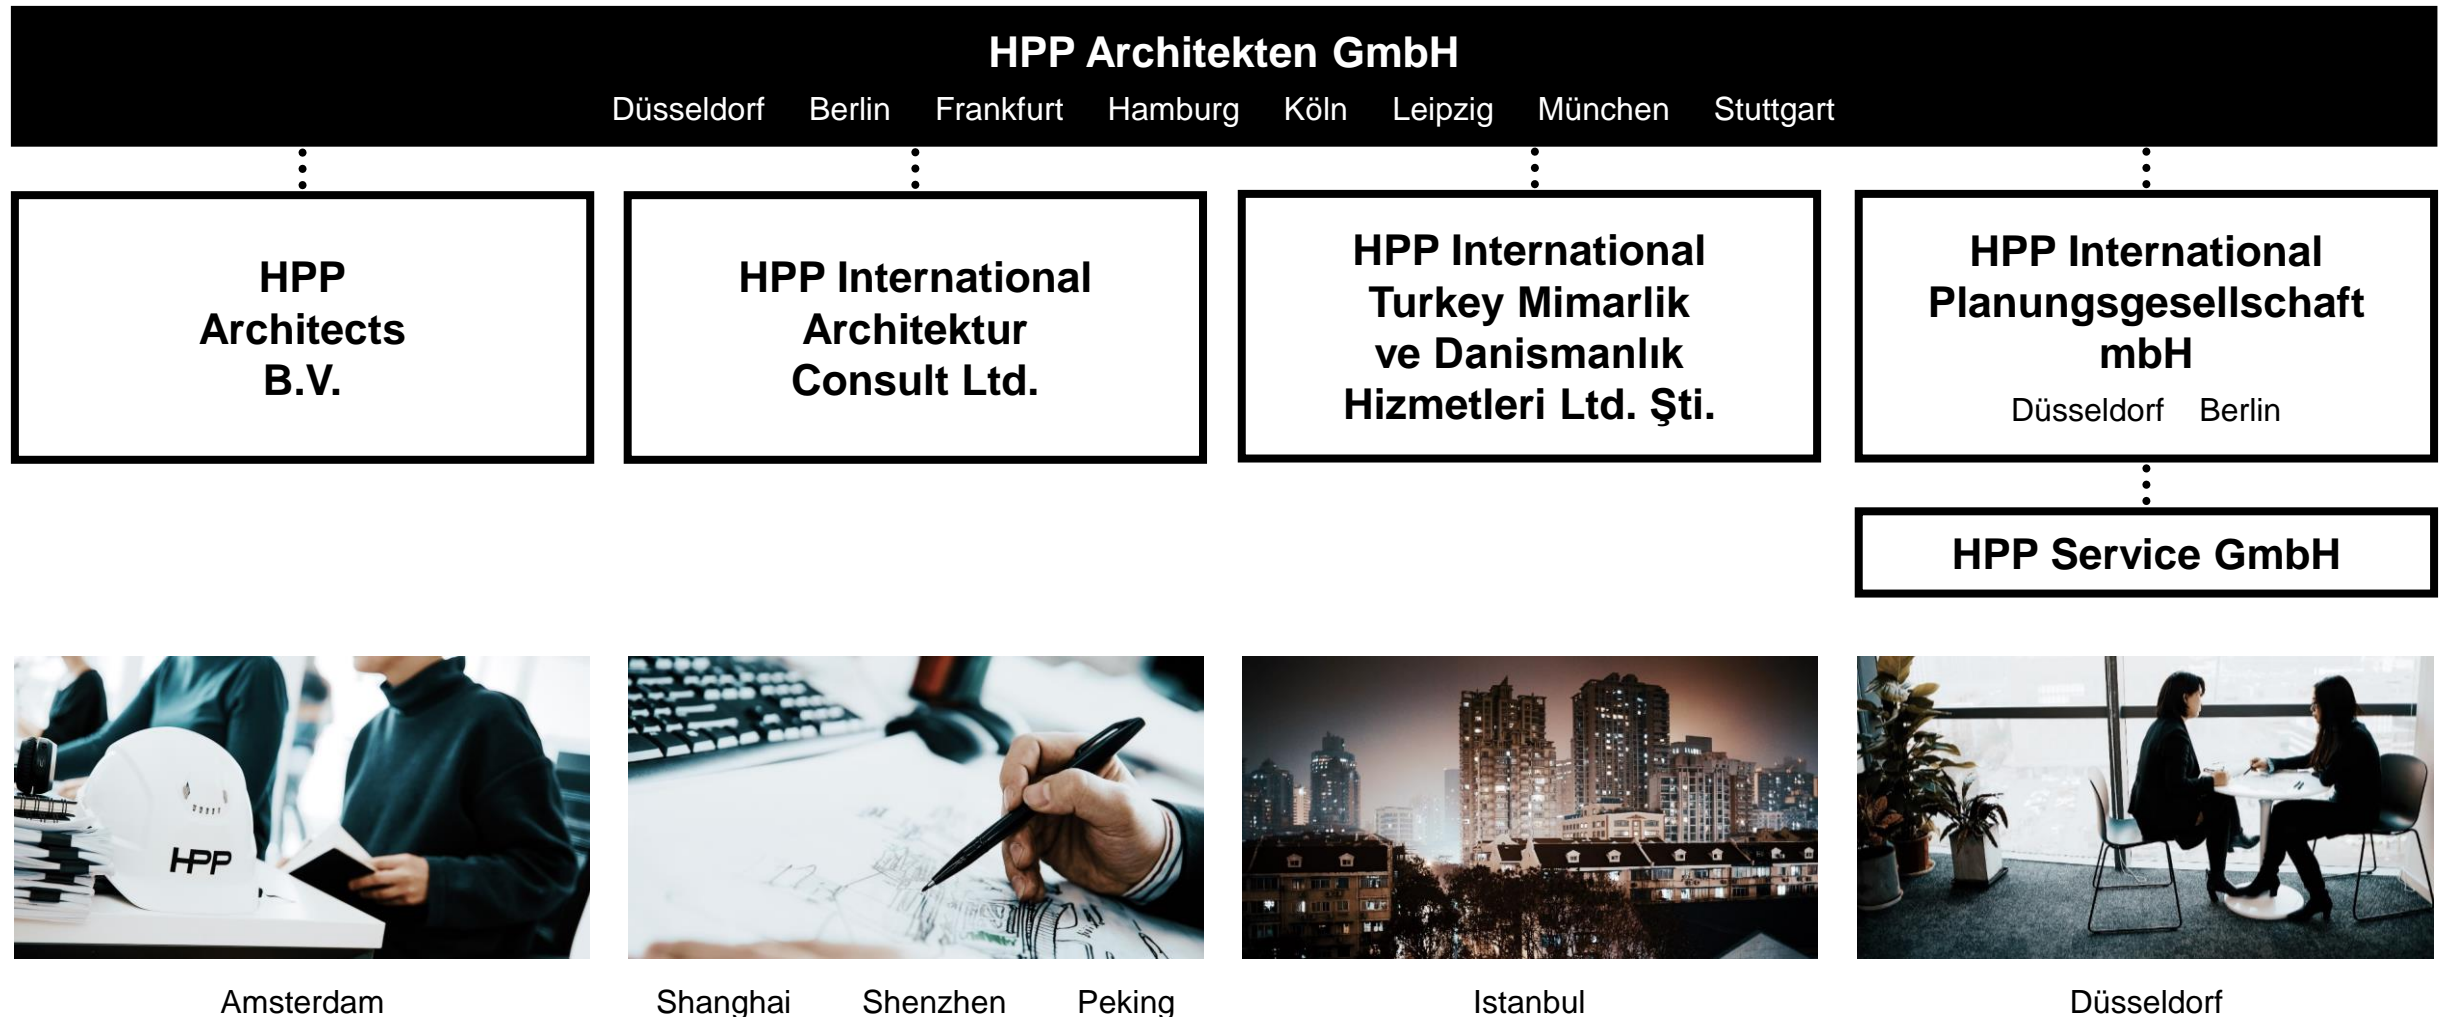 HPP Architekten GmbH
Düsseldorf Berlin Frankfurt Hamburg Köln Leipzig München Stuttgart
HPP
Architects
B.V.
HPP International
Architektur
Consult Ltd.
HPP International
Turkey Mimarlik
ve Danismanlık
Hizmetleri Ltd. Şti.
HPP International
Planungsgesellschaft
mbH
Düsseldorf Berlin
HPP Service GmbH
HPP
Amsterdam
Shanghai Shenzhen Peking
Istanbul
Düsseldorf